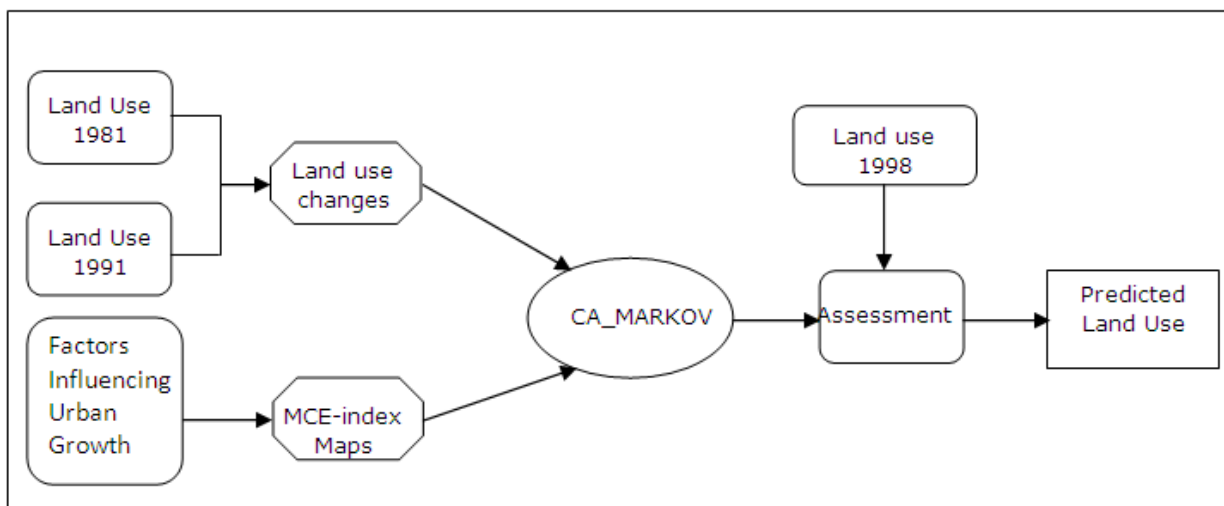 Land Use
1981
Land Use
1991
Factors
Influencing
Urban
Growth
Land use
changes
MCE-index
Maps
CA_MARKOV
Land use
1998
Assessment
Predicted
Land Use